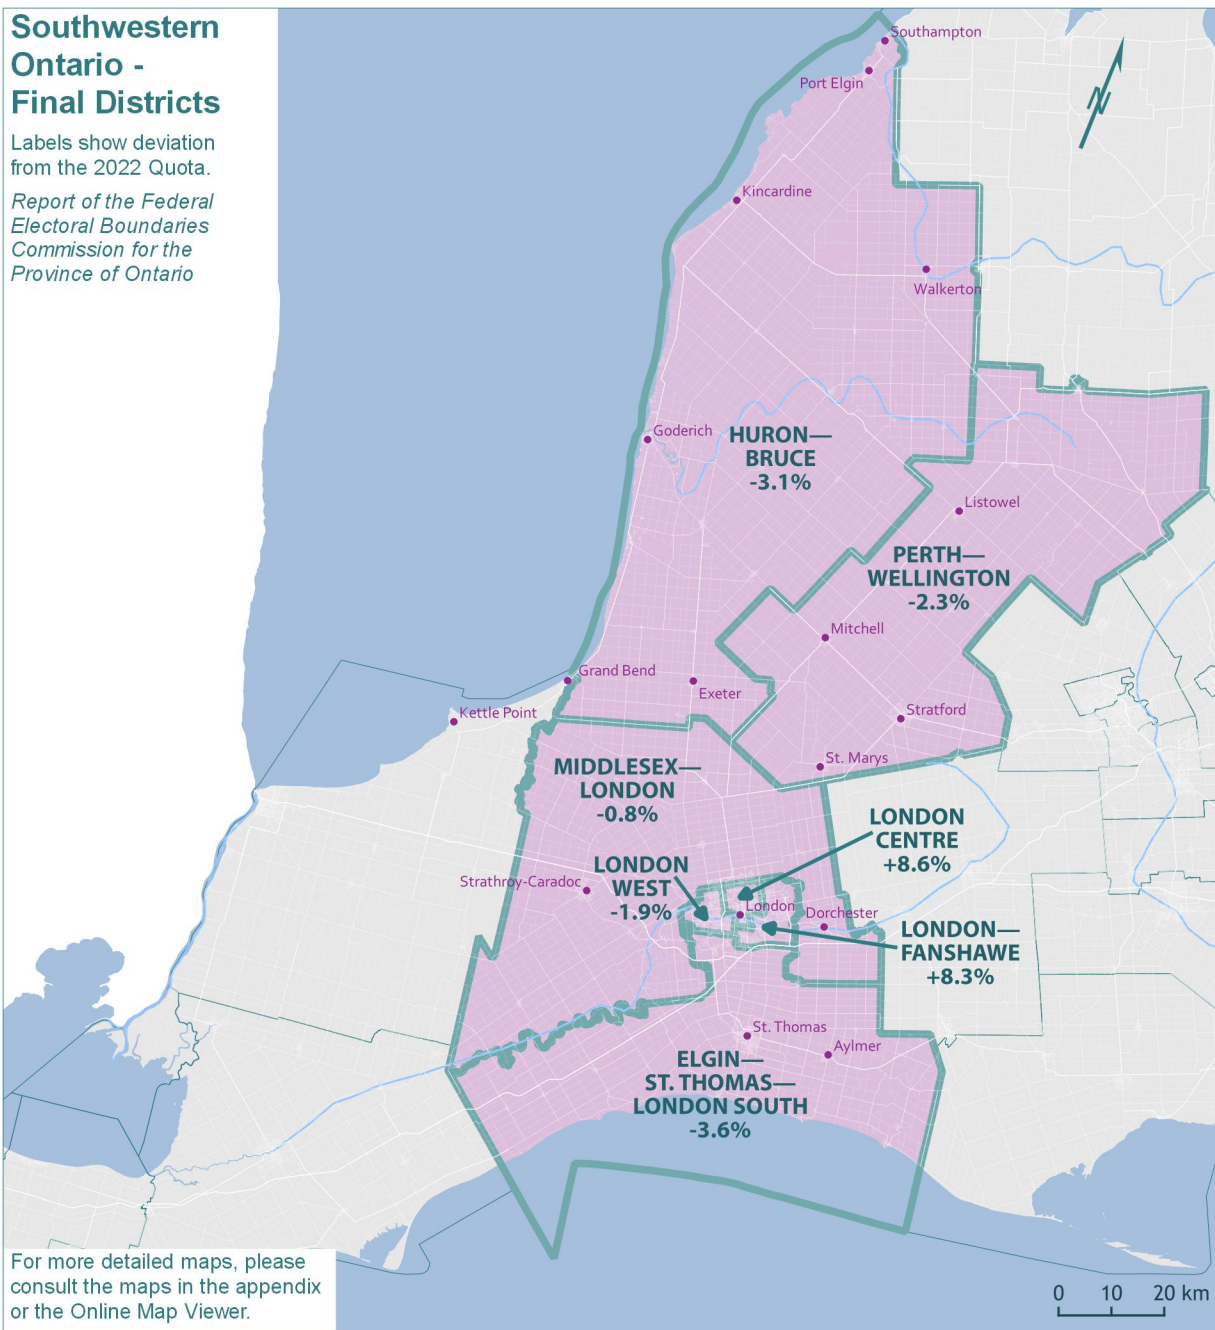 Southwestern
Ontario -
Final Districts
Labels show deviation
from the 2022 Quota.
Report of the Federal
Electoral Boundaries
Commission for the
Province of Ontario
Southampton
Port Elgin
N
Kincardine
Walkerton
Goderich
HURON—
BRUCE
-3.1%
Listowel
PERTH—
WELLINGTON
-2.3%
Mitchell
Grand Bend
Exeter
Kettle Point
Stratford
St. Marys
MIDDLESEX—
LONDON
-0.8%
LONDON
CENTRE
+8.6%
LONDON
WEST
-1.9%
Strathroy-Caradoc
London
Dorchester
LONDON—
FANSHAWE
+8.3%
St. Thomas
Aylmer
ELGIN—
ST. THOMAS—
LONDON SOUTH
-3.6%
For more detailed maps, please
consult the maps in the appendix
or the Online Map Viewer.
0 10 20 km